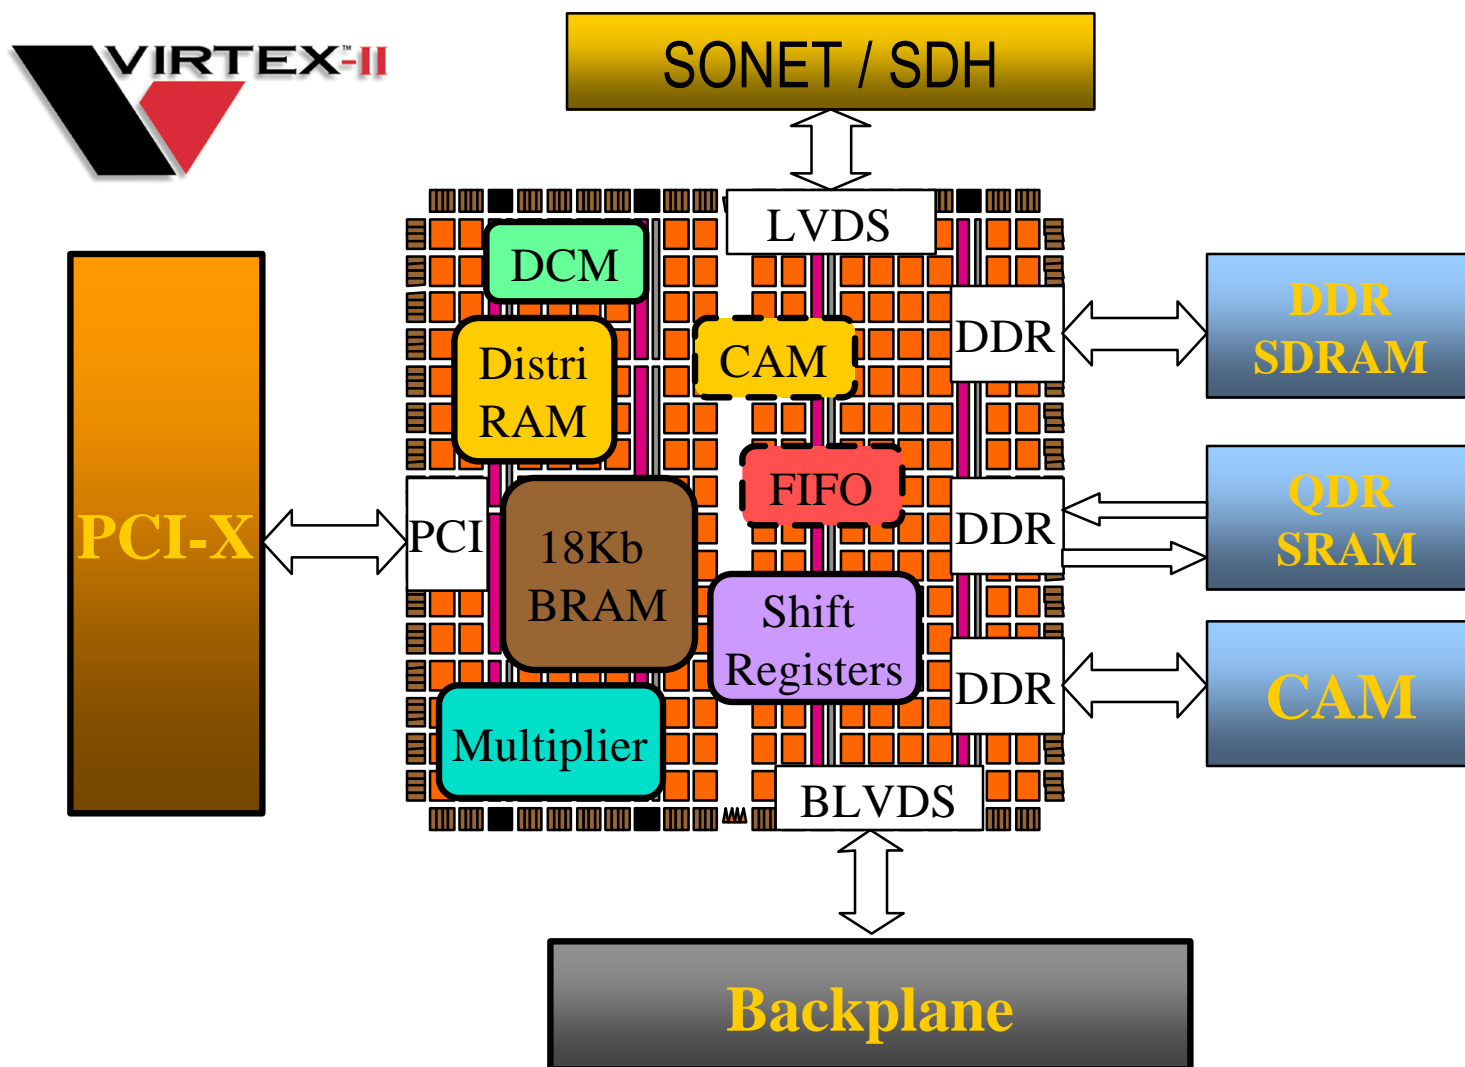 VIRTEX™-II
SONET / SDH
LVDS
DCM
DDR
DDR
SDRAM
Distri
RAM
CAM
PCI-X
PCI
18Kb
BRAM
FIFO
DDR
QDR
SRAM
Shift
Registers
DDR
CAM
Multiplier
BLVDS
Backplane